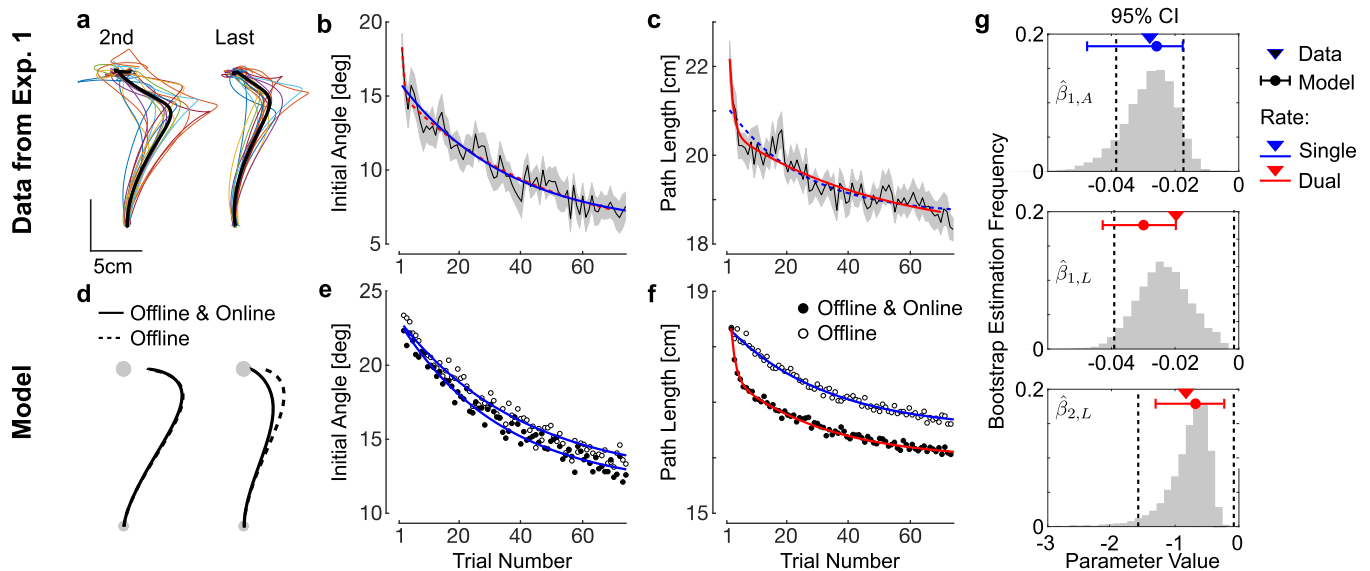 Data from Exp. 1
a
2nd
Last
5cm
b
Initial Angle [deg]
20
15
10
5
1
20
40
60
c
Path Length [cm]
22
20
18
1
20
40
60
Model
d
Offline & Online
Offline
e
Initial Angle [deg]
25
20
15
10
1
20
40
60
Trial Number
f
Path Length [cm]
19
17
15
Offline & Online
Offline
1
20
40
60
Trial Number
g
95% CI
Bootstrap Estimation Frequency
0.2
0
β̂1,A
-0.04
-0.02
0
0.2
0
β̂1,L
-0.04
-0.02
0
0.2
0
β̂2,L
-3
-2
-1
0
Parameter Value
Data
Model
Rate:
Single
Dual